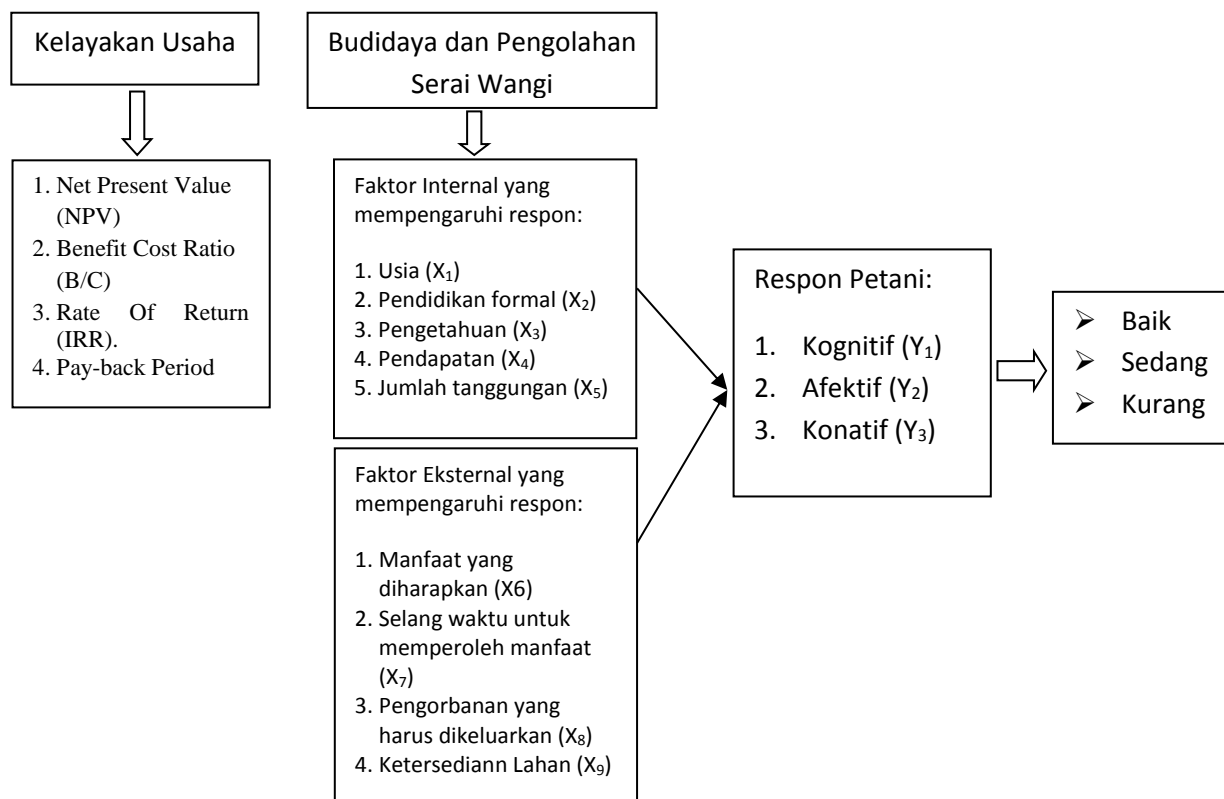 Kelayakan Usaha
1. Net Present Value
(NPV)
2. Benefit Cost Ratio
(B/C)
3. Rate Of Return
(IRR).
4. Pay-back Period
Budidaya dan Pengolahan
Serai Wangi
Faktor Internal yang
mempengaruhi respon:
1. Usia (X₁)
2. Pendidikan formal (X₂)
3. Pengetahuan (X₃)
4. Pendapatan (X₄)
5. Jumlah tanggungan (X₅)
Faktor Eksternal yang
mempengaruhi respon:
1. Manfaat yang
diharapkan (X6)
2. Selang waktu untuk
memperoleh manfaat
(X₇)
3. Pengorbanan yang
harus dikeluarkan (X₈)
4. Ketersediann Lahan (X₉)
Respon Petani:
1. Kognitif (Y₁)
2. Afektif (Y₂)
3. Konatif (Y₃)
➢ Baik
➢ Sedang
➢ Kurang